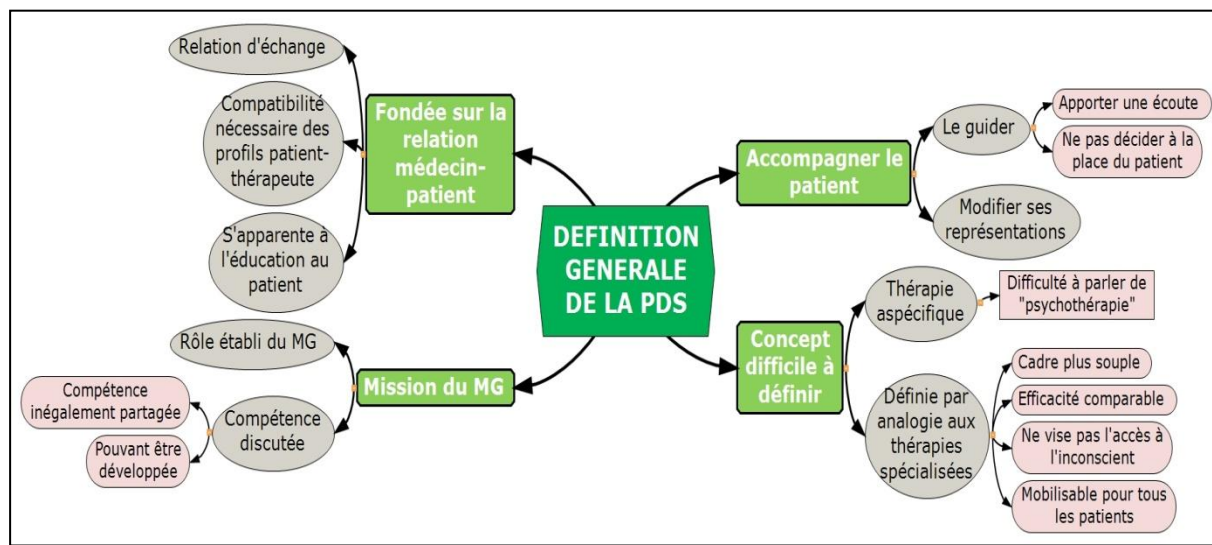 DEFINITION
GENERALE
DE LA PDS
Fondée sur la
relation
médecin-
patient
Relation d'échange
Compatibilité
nécessaire des
profils patient-
thérapeute
S'apparente à
l'éducation au
patient
Mission du MG
Rôle établi du MG
Compétence
discutée
Compétence
inégalement partagée
Pouvant être
développée
Accompagner le
patient
Le guider
Apporter une écoute
Ne pas décider à la
place du patient
Modifier ses
représentations
Concept
difficile à
définir
Thérapie
aspécifique
Difficulté à parler de
"psychothérapie"
Définie par
analogie aux
thérapies
spécialisées
Cadre plus souple
Efficacité comparable
Ne vise pas l'accès à
l'inconscient
Mobilisable pour tous
les patients